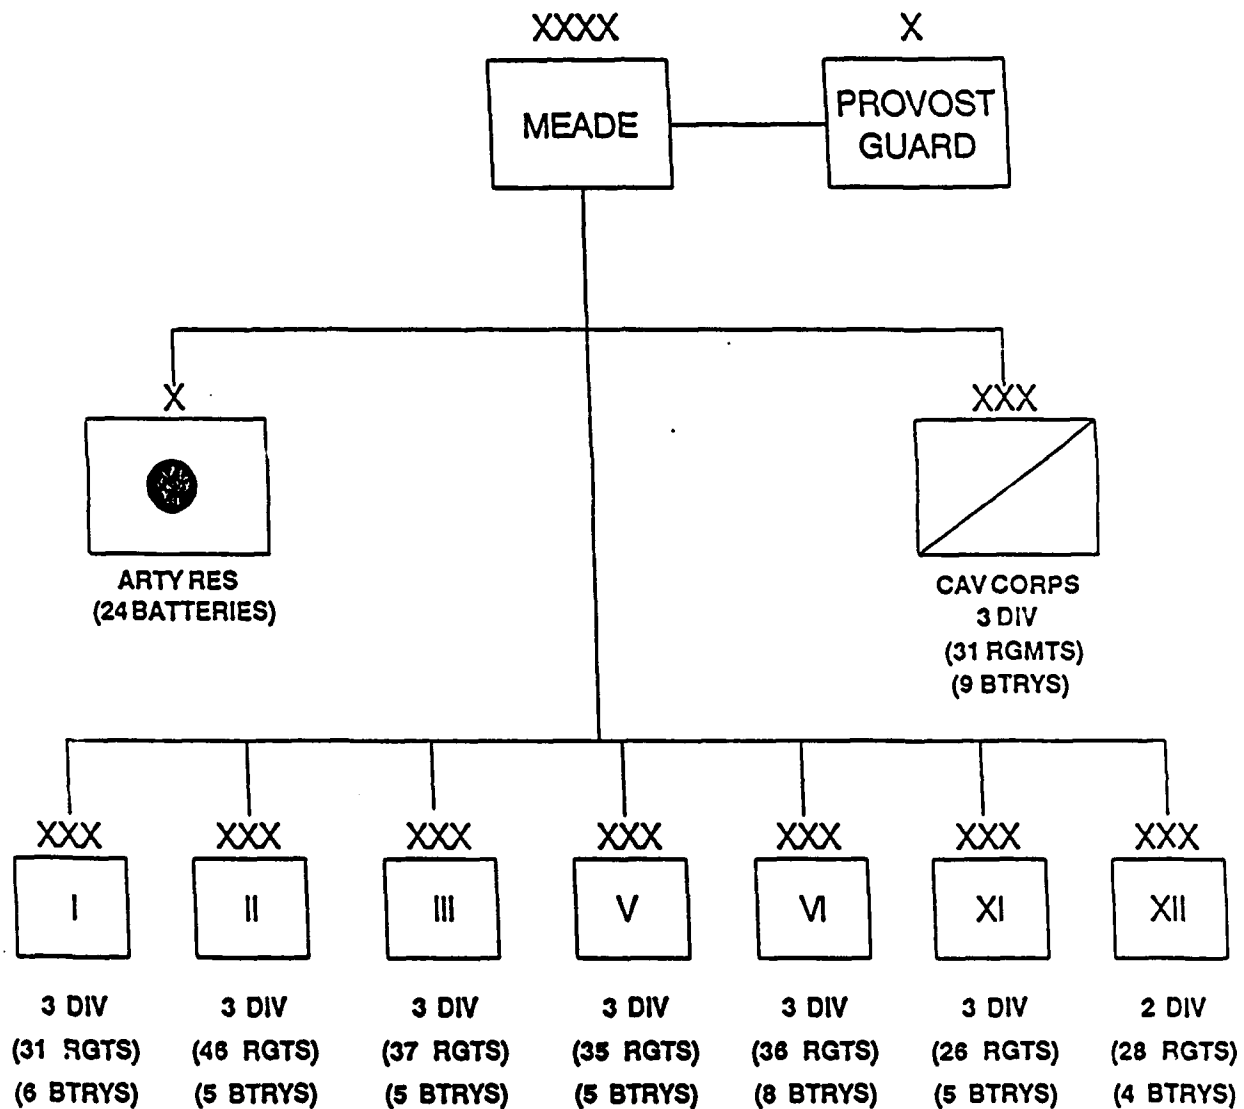 XXXX
MEADE
X
PROVOST
GUARD
X
ARTY RES
(24 BATTERIES)
XXX
CAV CORPS
3 DIV
(31 RGMTS)
(9 BTRYS)
XXX
I
3 DIV
(31 RGTS)
(6 BTRYS)
XXX
II
3 DIV
(46 RGTS)
(5 BTRYS)
XXX
III
3 DIV
(37 RGTS)
(5 BTRYS)
XXX
V
3 DIV
(35 RGTS)
(5 BTRYS)
XXX
VI
3 DIV
(36 RGTS)
(8 BTRYS)
XXX
XI
3 DIV
(26 RGTS)
(5 BTRYS)
XXX
XII
2 DIV
(28 RGTS)
(4 BTRYS)